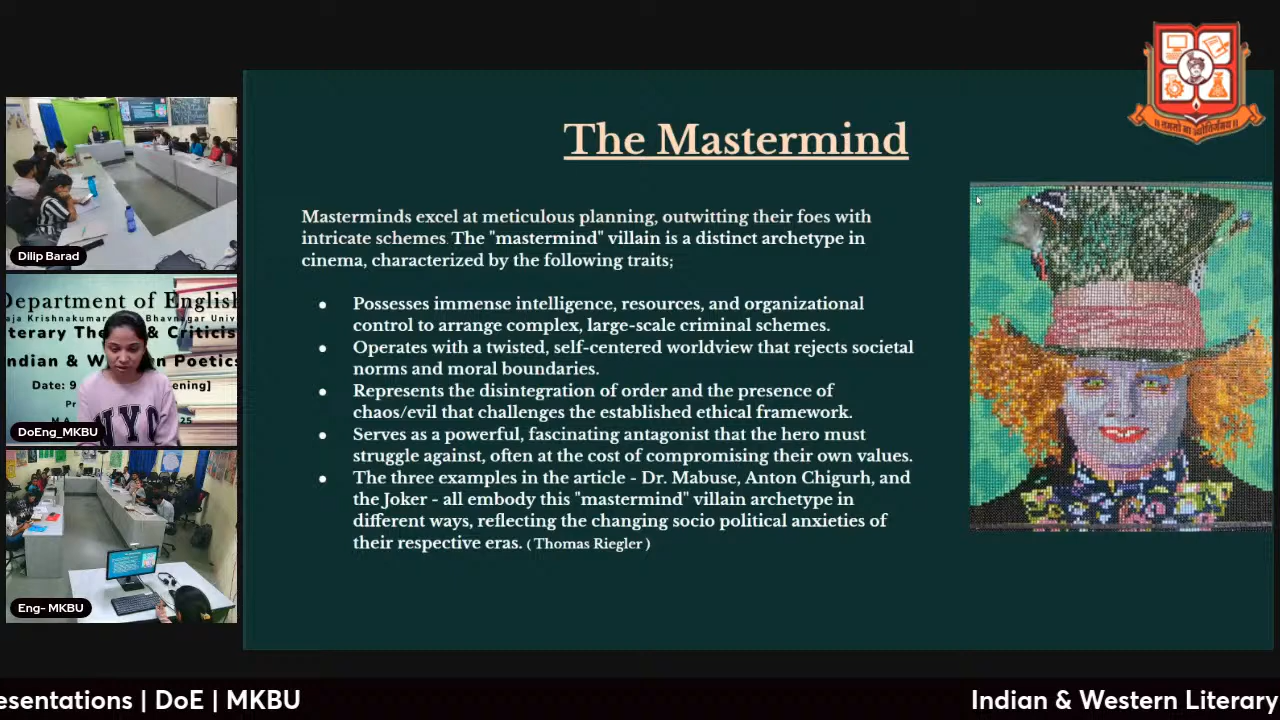 The Mastermind
Masterminds excel at meticulous planning, outwitting their foes with
intricate schemes The "mastermind" villain is a distinct archetype in
cinema, characterized by the following traits;
● Possesses immense intelligence, resources, and organizational
control to arrange complex, large-scale criminal schemes.
● Operates with a twisted, self-centered worldview that rejects societal
norms and moral boundaries.
● Represents the disintegration of order and the presence of
chaos/evil that challenges the established ethical framework.
● Serves as a powerful, fascinating antagonist that the hero must
struggle against, often at the cost of compromising their own values.
● The three examples in the article - Dr. Mabuse, Anton Chigurh, and
the Joker - all embody this "mastermind" villain archetype in
different ways, reflecting the changing socio political anxieties of
their respective eras. ( Thomas Riegler )
Dilip Barad
Department of English
Krishnakumar Bhavnagar Univ
& Criticis
Indian & Poetics
Date: 9 ening]
NYC
DoEng_MKBU
Eng- MKBU
esentations | DoE | MKBU
Indian & Western Literary